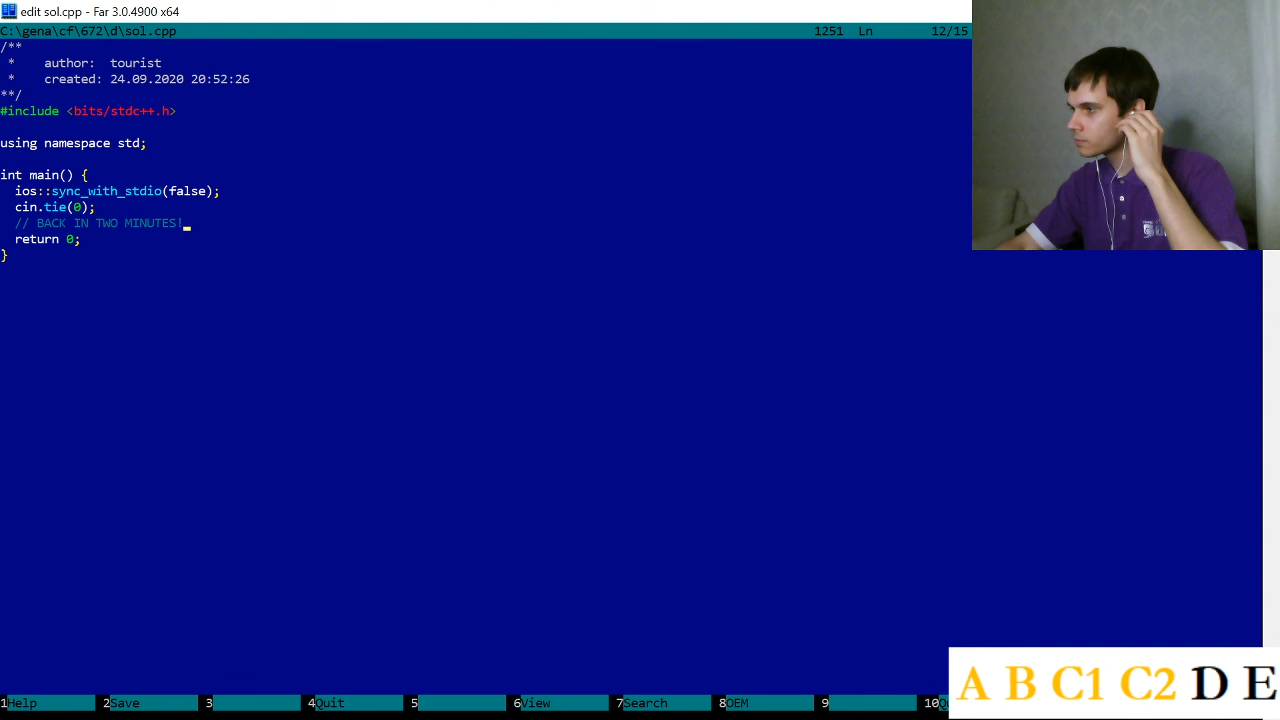 edit sol.cpp - Far 3.0.4900 x64
C:\gena\cf\672\d\sol.cpp 1251 Ln 12/15
/**
 *    author:  tourist
 *    created: 24.09.2020 20:52:26
**/
#include <bits/stdc++.h>
using namespace std;
int main() {
  ios::sync_with_stdio(false);
  cin.tie(0);
  // BACK IN TWO MINUTES!
  return 0;
}
1Help 2Save 3 4Quit 5 6View 7Search 8OEM 9 10
A B C1 C2 D E